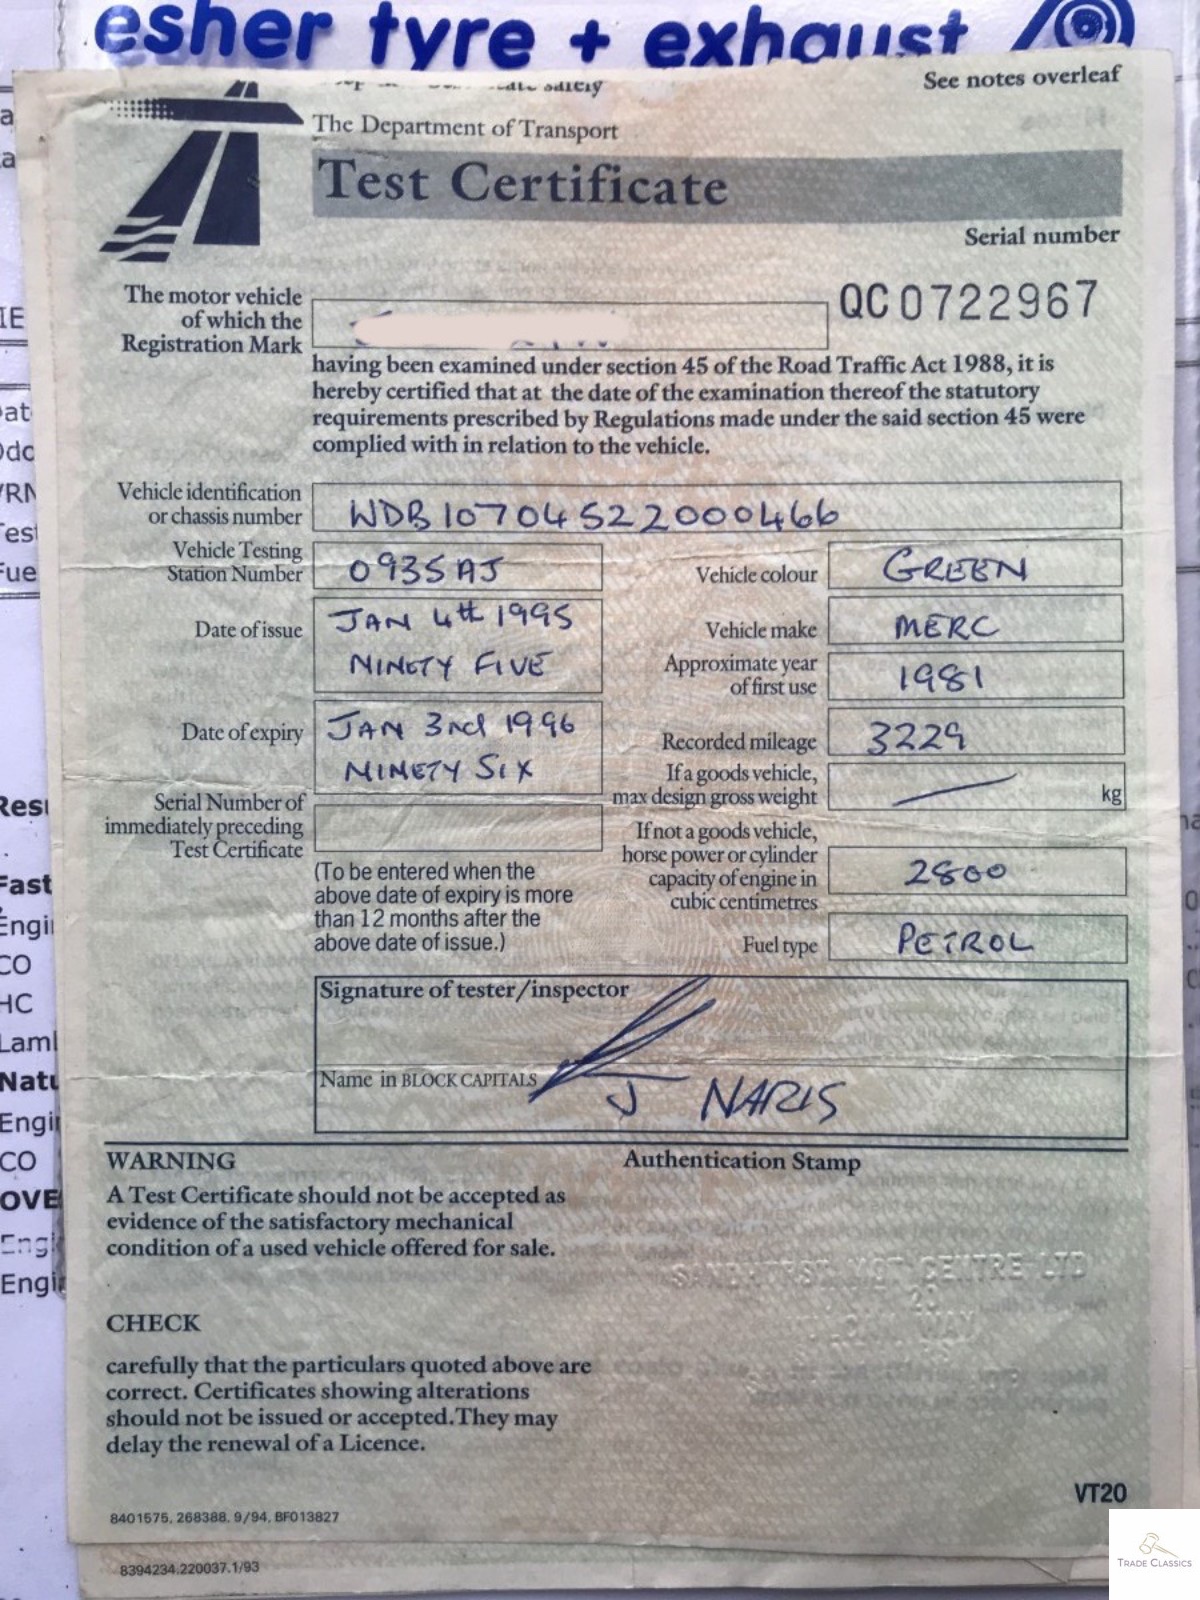 esher tyre + exhaust
See notes overleaf
The Department of Transport
Test Certificate
Serial number
QC 0722967
The motor vehicle
of which the
Registration Mark
having been examined under section 45 of the Road Traffic Act 1988, it is
hereby certified that at the date of the examination thereof the statutory
requirements prescribed by Regulations made under the said section 45 were
complied with in relation to the vehicle.
Vehicle identification
or chassis number
WDB10704522000466
Vehicle Testing
Station Number
0935AJ
Vehicle colour
GREEN
Date of issue
JAN 4th 1995
NINETY FIVE
Vehicle make
MERC
Approximate year
of first use
1981
Date of expiry
JAN 3rd 1996
NINETY SIX
Recorded mileage
3229
If a goods vehicle,
max design gross weight
kg
Serial Number of
immediately preceding
Test Certificate
(To be entered when the
above date of expiry is more
than 12 months after the
above date of issue.)
If not a goods vehicle,
horse power or cylinder
capacity of engine in
cubic centimetres
2800
Fuel type
PETROL
Signature of tester/inspector
Name in BLOCK CAPITALS
J NARIS
WARNING
A Test Certificate should not be accepted as
evidence of the satisfactory mechanical
condition of a used vehicle offered for sale.
Authentication Stamp
SANDHURST MOT CENTRE LTD
CHECK
carefully that the particulars quoted above are
correct. Certificates showing alterations
should not be issued or accepted. They may
delay the renewal of a Licence.
VT20
8401575. 268388. 9/94. BF013827
8394234.220037.1/93
TRADE CLASSICS
CO
HC
CO